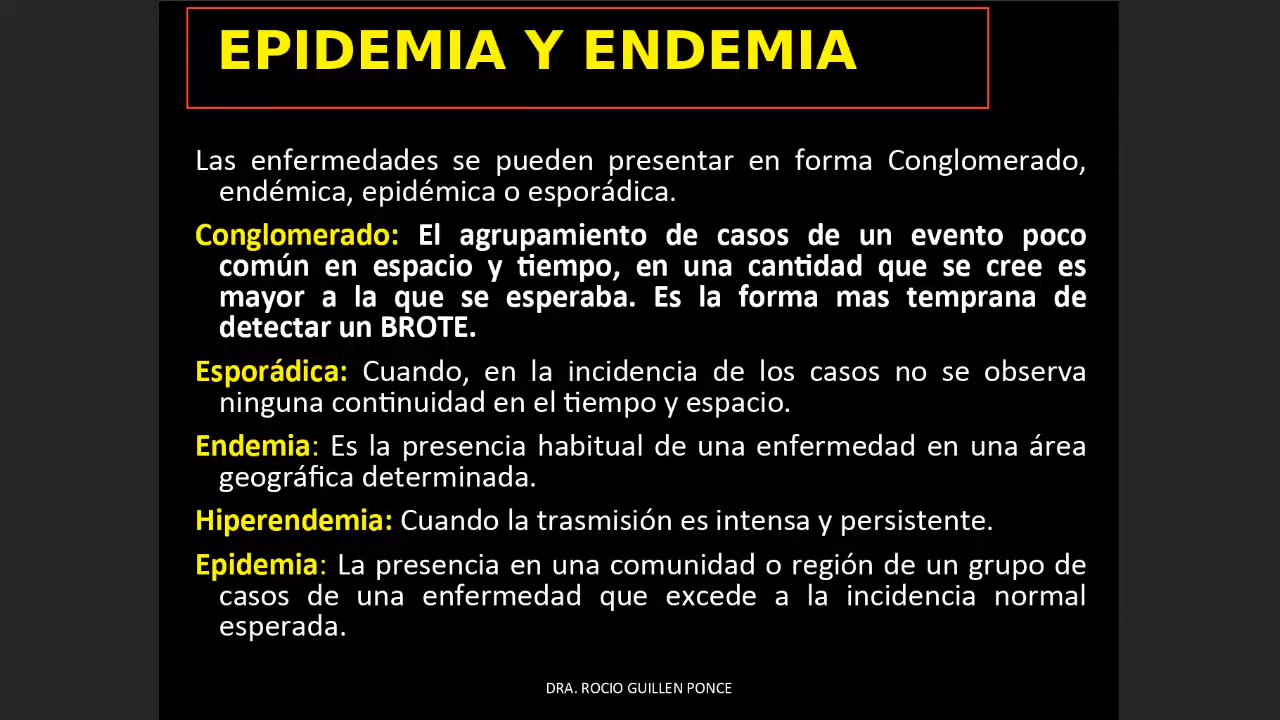 EPIDEMIA Y ENDEMIA
Las enfermedades se pueden presentar en forma Conglomerado,
endémica, epidémica o esporádica.
Conglomerado: El agrupamiento de casos de un evento poco
común en espacio y tiempo, en una cantidad que se cree es
mayor a la que se esperaba. Es la forma mas temprana de
detectar un BROTE.
Esporádica: Cuando, en la incidencia de los casos no se observa
ninguna continuidad en el tiempo y espacio.
Endemia: Es la presencia habitual de una enfermedad en una área
geográfica determinada.
Hiperendemia: Cuando la trasmisión es intensa y persistente.
Epidemia: La presencia en una comunidad o región de un grupo de
casos de una enfermedad que excede a la incidencia normal
esperada.
DRA. ROCIO GUILLEN PONCE